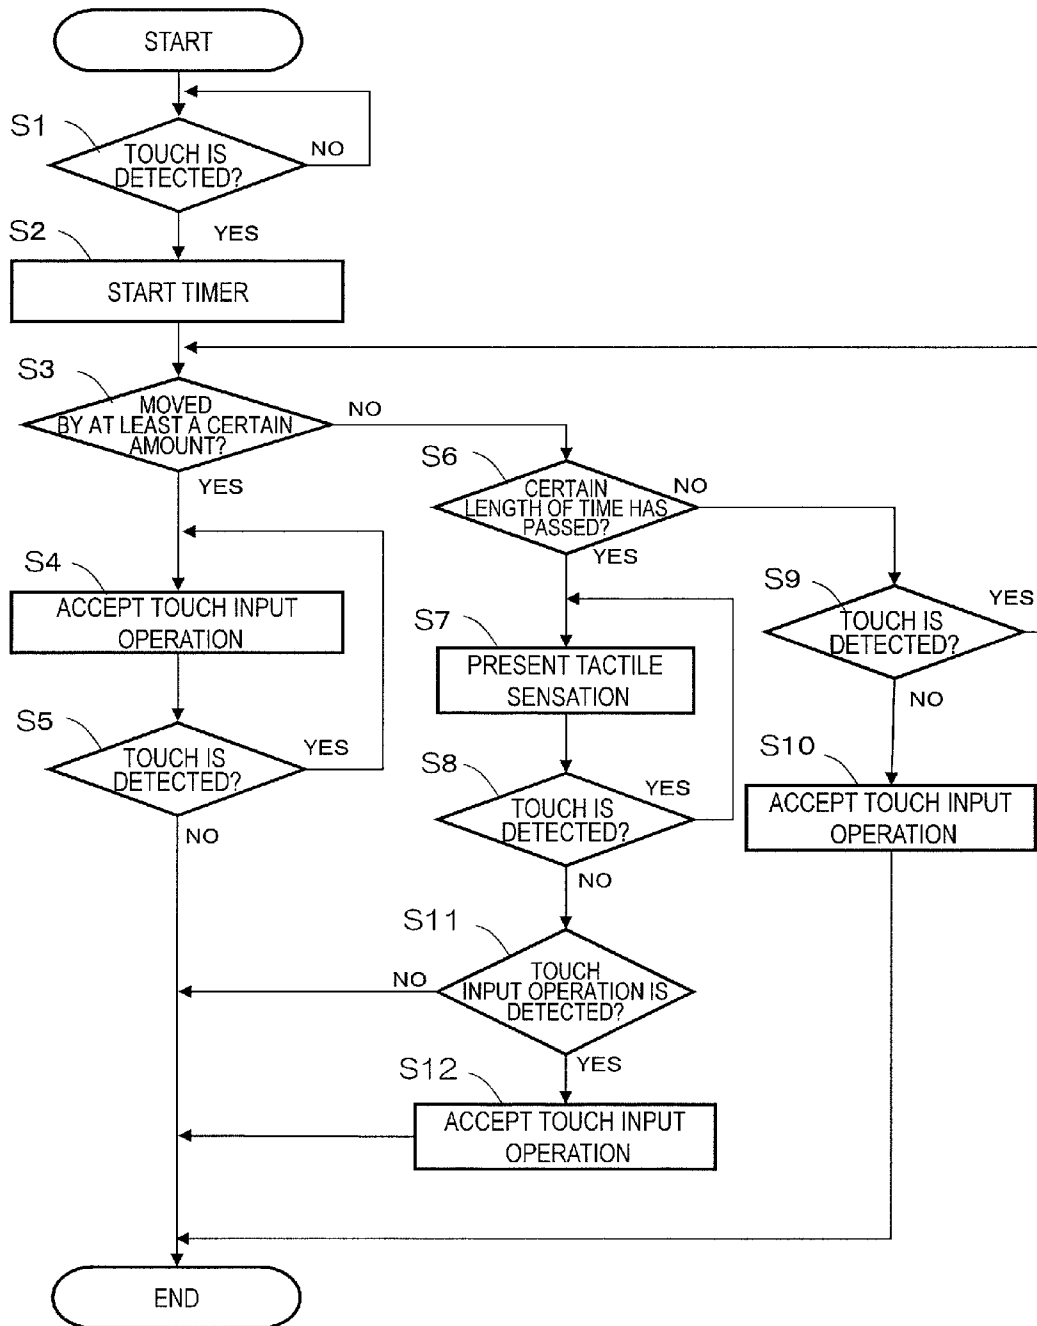 START
S1
TOUCH IS
DETECTED?
NO
YES
S2
START TIMER
S3
MOVED
BY AT LEAST A CERTAIN
AMOUNT?
NO
YES
S4
ACCEPT TOUCH INPUT
OPERATION
S5
TOUCH IS
DETECTED?
YES
NO
S6
CERTAIN
LENGTH OF TIME HAS
PASSED?
NO
YES
S7
PRESENT TACTILE
SENSATION
S8
TOUCH IS
DETECTED?
YES
NO
S9
TOUCH IS
DETECTED?
YES
NO
S10
ACCEPT TOUCH INPUT
OPERATION
S11
TOUCH
INPUT OPERATION IS
DETECTED?
NO
YES
S12
ACCEPT TOUCH INPUT
OPERATION
END